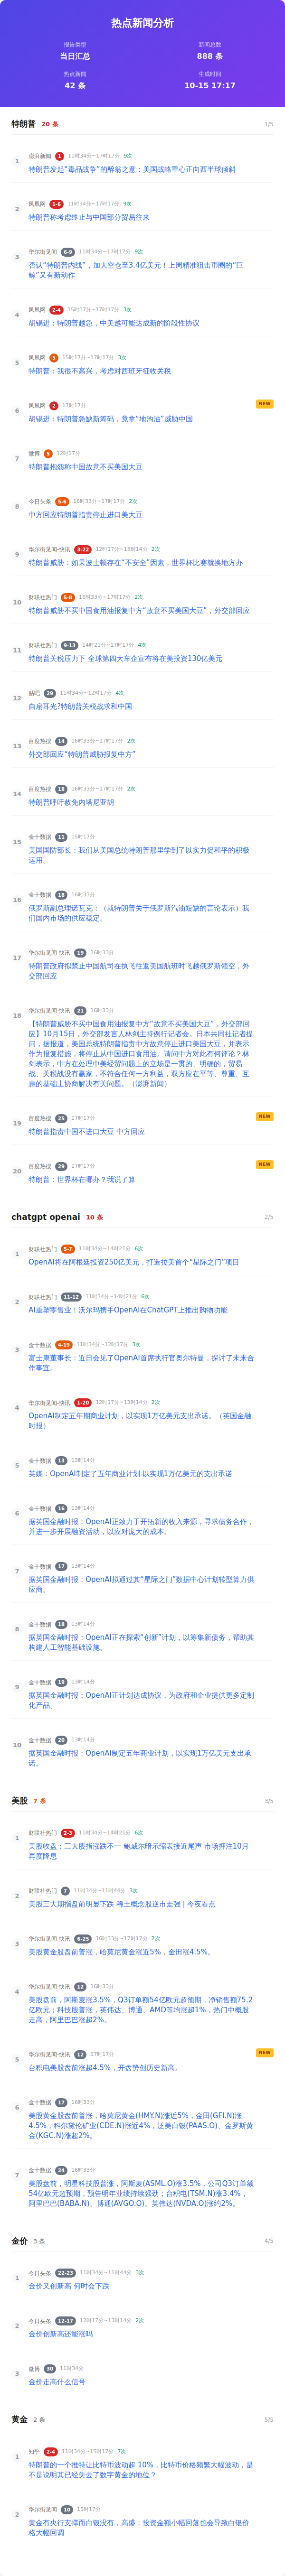 热点新闻分析
报告类型
新闻总数
当日汇总
888 条
热点新闻
生成时间
42 条
10-15 17:17
特朗普 20 条 1/5
1 澎湃新闻 1 11时34分~17时17分 9次
特朗普发起“毒品战争”的醉翁之意：美国战略重心正向西半球倾斜
2 凤凰网 1-6 11时34分~17时17分 9次
特朗普称考虑终止与中国部分贸易往来
3 华尔街见闻 6-9 11时34分~17时17分 9次
否认“特朗普内线”，加大空仓至3.4亿美元！上周精准狙击币圈的“巨
鲸”又有新动作
4 凤凰网 2-4 15时17分~17时17分 3次
胡锡进：特朗普越急，中美越可能达成新的阶段性协议
5 凤凰网 5 15时17分~17时17分 3次
特朗普：我很不高兴，考虑对西班牙征收关税
6 凤凰网 2 17时17分 NEW
胡锡进：特朗普急缺新筹码，竟拿“地沟油”威胁中国
7 微博 5 12时17分
特朗普抱怨称中国故意不买美国大豆
8 今日头条 5-6 16时33分~17时17分 2次
中方回应特朗普指责停止进口美大豆
9 华尔街见闻-快讯 3-22 12时17分~13时14分 2次
特朗普威胁：如果波士顿存在“不安全”因素，世界杯比赛就换地方办
10 财联社热门 5-8 16时33分~17时17分 2次
特朗普威胁不买中国食用油报复中方“故意不买美国大豆”，外交部回应
11 财联社热门 9-13 14时21分~17时17分 4次
特朗普关税压力下 全球第四大车企宣布将在美投资130亿美元
12 贴吧 29 11时34分~12时17分 4次
自扇耳光?特朗普关税战求和中国
13 百度热搜 14 16时33分~17时17分 2次
外交部回应“特朗普威胁报复中方”
14 百度热搜 18 16时33分~17时17分 2次
特朗普呼吁赦免内塔尼亚胡
15 金十数据 11 15时17分
美国国防部长：我们从美国总统特朗普那里学到了以实力促和平的积极
运用。
16 金十数据 18 16时33分
俄罗斯副总理诺瓦克：（就特朗普关于俄罗斯汽油短缺的言论表示）我
们国内市场的供应稳定。
17 华尔街见闻-快讯 19 16时33分
特朗普政府拟禁止中国航司在执飞往返美国航班时飞越俄罗斯领空，外
交部回应
18 华尔街见闻-快讯 21 16时33分
【特朗普威胁不买中国食用油报复中方“故意不买美国大豆”，外交部回
应】10月15日，外交部发言人林剑主持例行记者会。日本共同社记者提
问，据报道，美国总统特朗普指责中方故意停止进口美国大豆，并表示
作为报复措施，将停止从中国进口食用油。请问中方对此有何评论？林
剑表示，中方在处理中美经贸问题上的立场是一贯的、明确的，贸易
战、关税战没有赢家，不符合任何一方利益，双方应在平等、尊重、互
惠的基础上协商解决有关问题。（澎湃新闻）
19 百度热搜 25 17时17分 NEW
特朗普指责中国不进口大豆 中方回应
20 百度热搜 29 17时17分 NEW
特朗普：世界杯在哪办？我说了算
chatgpt openai 10 条 2/5
1 财联社热门 5-7 11时34分~14时21分 6次
OpenAI将在阿根廷投资250亿美元，打造拉美首个“星际之门”项目
2 财联社热门 11-12 11时34分~14时21分 6次
AI重塑零售业！沃尔玛携手OpenAI在ChatGPT上推出购物功能
3 金十数据 4-19 11时34分~12时17分 3次
富士康董事长：近日会见了OpenAI首席执行官奥尔特曼，探讨了未来合
作事宜。
4 华尔街见闻-快讯 1-20 12时17分~13时14分 2次
OpenAI制定五年期商业计划，以实现1万亿美元支出承诺。（英国金融
时报）
5 金十数据 13 13时14分
英媒：OpenAI制定了五年商业计划 以实现1万亿美元的支出承诺
6 金十数据 16 13时14分
据英国金融时报：OpenAI正致力于开拓新的收入来源，寻求债务合作，
并进一步开展融资活动，以应对庞大的成本。
7 金十数据 17 13时14分
据英国金融时报：OpenAI拟通过其“星际之门”数据中心计划转型算力供
应商。
8 金十数据 18 13时14分
据英国金融时报：OpenAI正在探索“创新”计划，以筹集新债务，帮助其
构建人工智能基础设施。
9 金十数据 19 13时14分
据英国金融时报：OpenAI正计划达成协议，为政府和企业提供更多定制
化产品。
10 金十数据 20 13时14分
据英国金融时报：OpenAI制定五年商业计划，以实现1万亿美元支出承
诺。
美股 7 条 3/5
1 财联社热门 2-3 11时34分~14时21分 6次
美股收盘：三大股指涨跌不一 鲍威尔暗示缩表接近尾声 市场押注10月
再度降息
2 财联社热门 7 11时34分~11时44分 3次
美股三大期指盘前明显下跌 稀土概念股逆市走强 | 今夜看点
3 华尔街见闻-快讯 6-25 16时33分~17时17分 2次
美股黄金股盘前普涨，哈莫尼黄金涨近5%，金田涨4.5%。
4 华尔街见闻-快讯 12 16时33分
美股盘前，阿斯麦涨3.5%，Q3订单额54亿欧元超预期，净销售额75.2
亿欧元；科技股普涨，英伟达、博通、AMD等均涨超1%，热门中概股
走高，阿里巴巴涨超2%。
5 华尔街见闻-快讯 12 17时17分 NEW
台积电美股盘前涨超4.5%，开盘势创历史新高。
6 金十数据 17 16时33分
美股黄金股盘前普涨，哈莫尼黄金(HMY.N)涨近5%，金田(GFI.N)涨
4.5%，科尔黛伦矿业(CDE.N)涨近4%，泛美白银(PAAS.O)、金罗斯黄
金(KGC.N)涨超2%。
7 金十数据 24 16时33分
美股盘前，明星科技股普涨，阿斯麦(ASML.O)涨3.5%，公司Q3订单额
54亿欧元超预期，预告明年业绩持续强劲；台积电(TSM.N)涨3.4%，
阿里巴巴(BABA.N)、博通(AVGO.O)、英伟达(NVDA.O)涨约2%。
金价 3 条 4/5
1 今日头条 22-23 11时34分~11时44分 3次
金价又创新高 何时会下跌
2 今日头条 12-17 12时17分~13时14分 2次
金价创新高还能涨吗
3 微博 30 11时34分
金价走高什么信号
黄金 2 条 5/5
1 知乎 2-4 11时34分~15时17分 7次
特朗普的一个推特让比特币波动超 10%，比特币价格频繁大幅波动，是
不是说明其已经失去了数字黄金的地位？
2 华尔街见闻 10 15时17分
黄金有央行支撑而白银没有，高盛：投资金额小幅回落也会导致白银价
格大幅回调